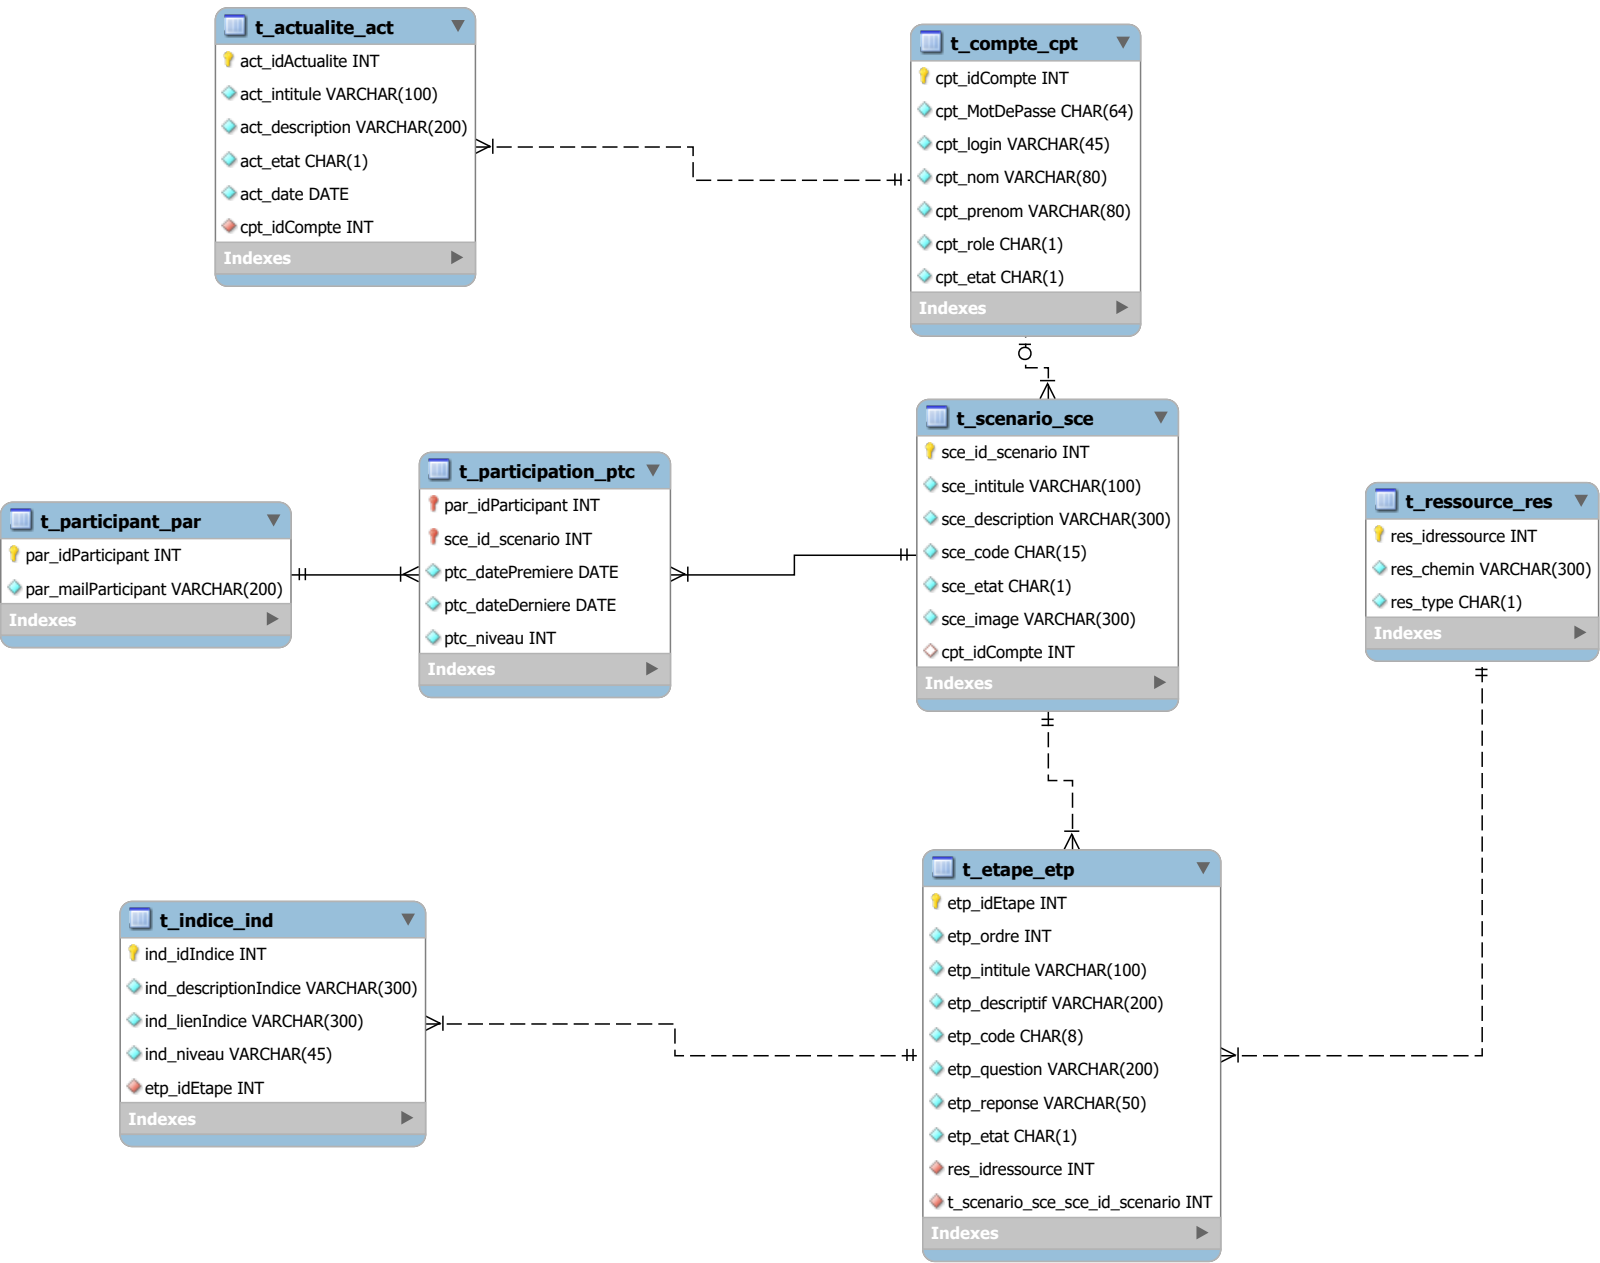 t_actualite_act
act_idActualite INT
act_intitule VARCHAR(100)
act_description VARCHAR(200)
act_etat CHAR(1)
act_date DATE
cpt_idCompte INT
Indexes
t_compte_cpt
cpt_idCompte INT
cpt_MotDePasse CHAR(64)
cpt_login VARCHAR(45)
cpt_nom VARCHAR(80)
cpt_prenom VARCHAR(80)
cpt_role CHAR(1)
cpt_etat CHAR(1)
Indexes
t_participant_par
par_idParticipant INT
par_mailParticipant VARCHAR(200)
Indexes
t_participation_ptc
par_idParticipant INT
sce_id_scenario INT
ptc_datePremiere DATE
ptc_dateDerniere DATE
ptc_niveau INT
Indexes
t_scenario_sce
sce_id_scenario INT
sce_intitule VARCHAR(100)
sce_description VARCHAR(300)
sce_code CHAR(15)
sce_etat CHAR(1)
sce_image VARCHAR(300)
cpt_idCompte INT
Indexes
t_ressource_res
res_idressource INT
res_chemin VARCHAR(300)
res_type CHAR(1)
Indexes
t_indice_ind
ind_idIndice INT
ind_descriptionIndice VARCHAR(300)
ind_lienIndice VARCHAR(300)
ind_niveau VARCHAR(45)
etp_idEtape INT
Indexes
t_etape_etp
etp_idEtape INT
etp_ordre INT
etp_intitule VARCHAR(100)
etp_descriptif VARCHAR(200)
etp_code CHAR(8)
etp_question VARCHAR(200)
etp_reponse VARCHAR(50)
etp_etat CHAR(1)
res_idressource INT
t_scenario_sce_sce_id_scenario INT
Indexes